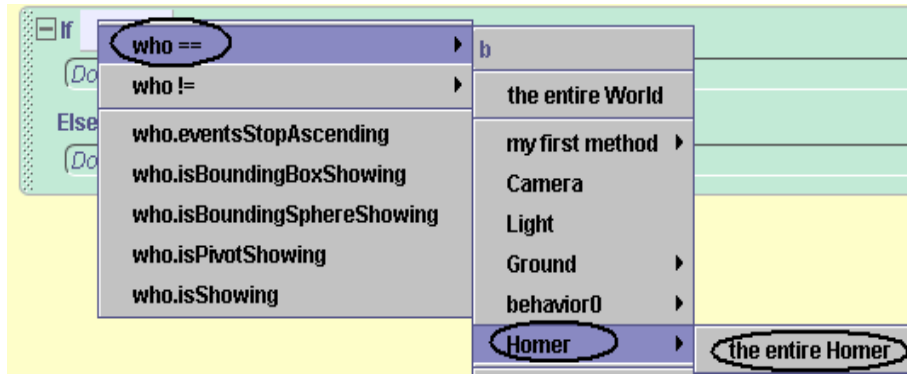 If
who ==
b
(Do
who !=
the entire World
Else
who.eventsStopAscending
my first method
(Do
who.isBoundingBoxShowing
Camera
who.isBoundingSphereShowing
Light
who.isPivotShowing
Ground
who.isShowing
behavior0
Homer
the entire Homer